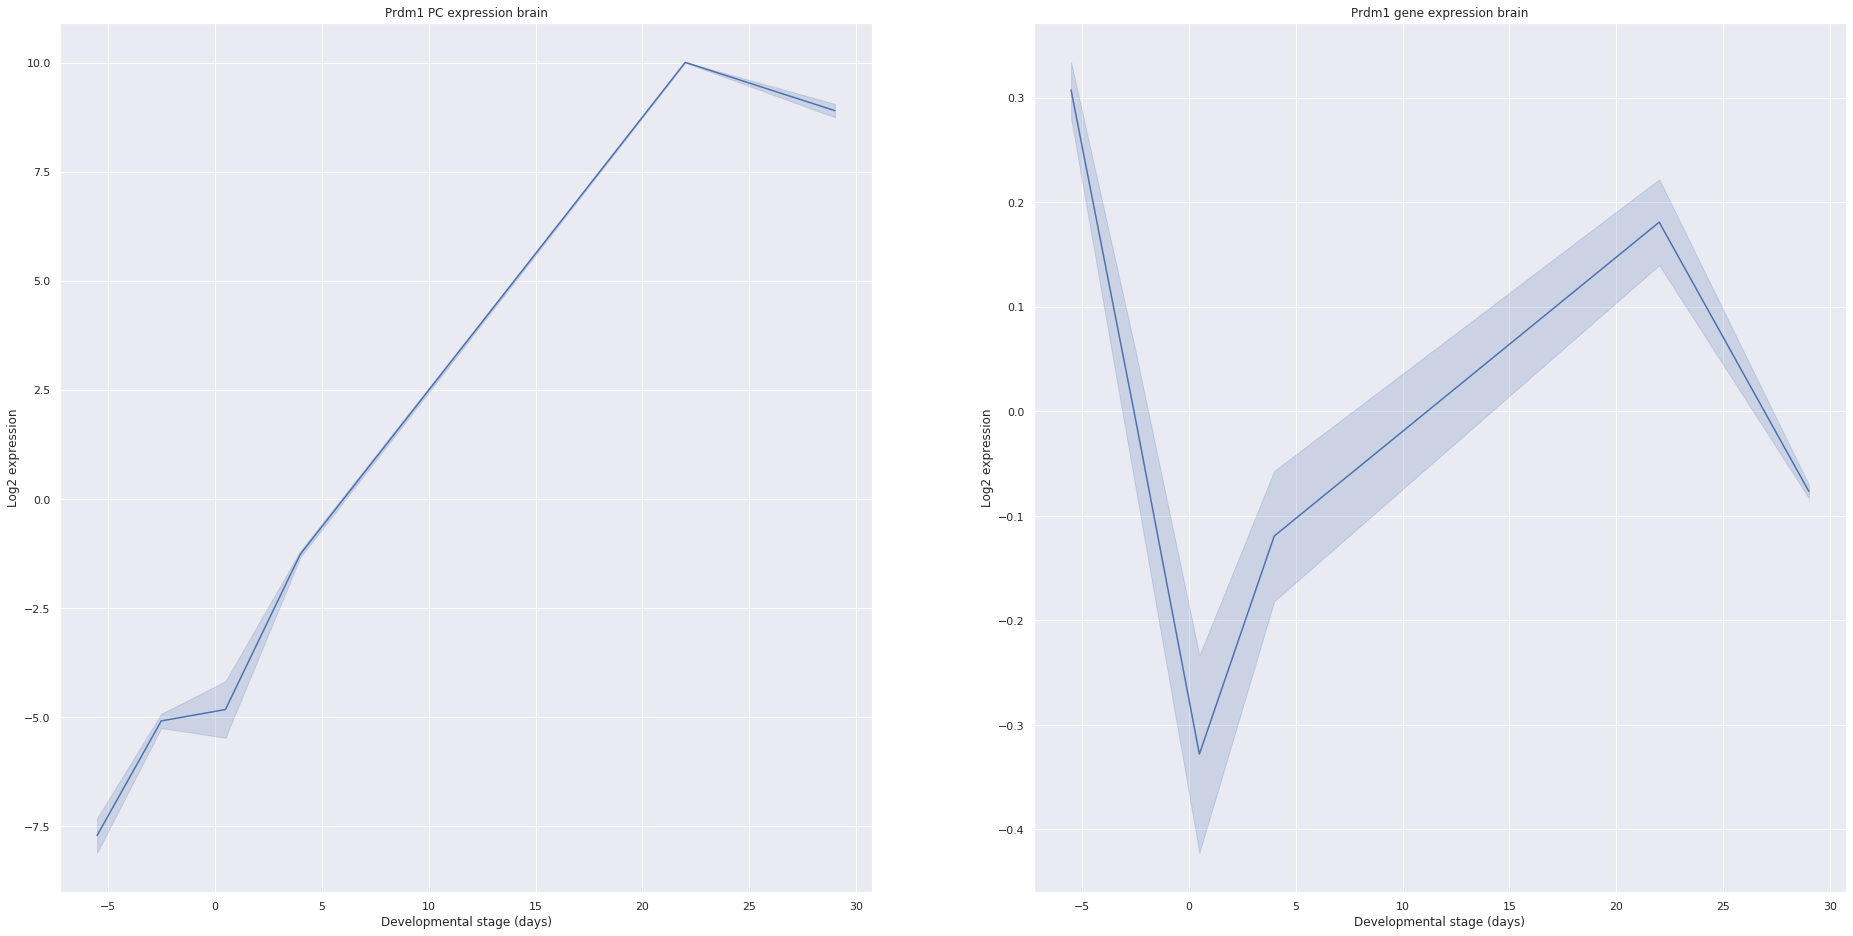 Prdm1 PC expression brain
10.0
7.5
5.0
2.5
0.0
−2.5
−5.0
−7.5
Log2 expression
−5 0 5 10 15 20 25 30
Developmental stage (days)
Prdm1 gene expression brain
0.3
0.2
0.1
0.0
−0.1
−0.2
−0.3
−0.4
Log2 expression
−5 0 5 10 15 20 25 30
Developmental stage (days)